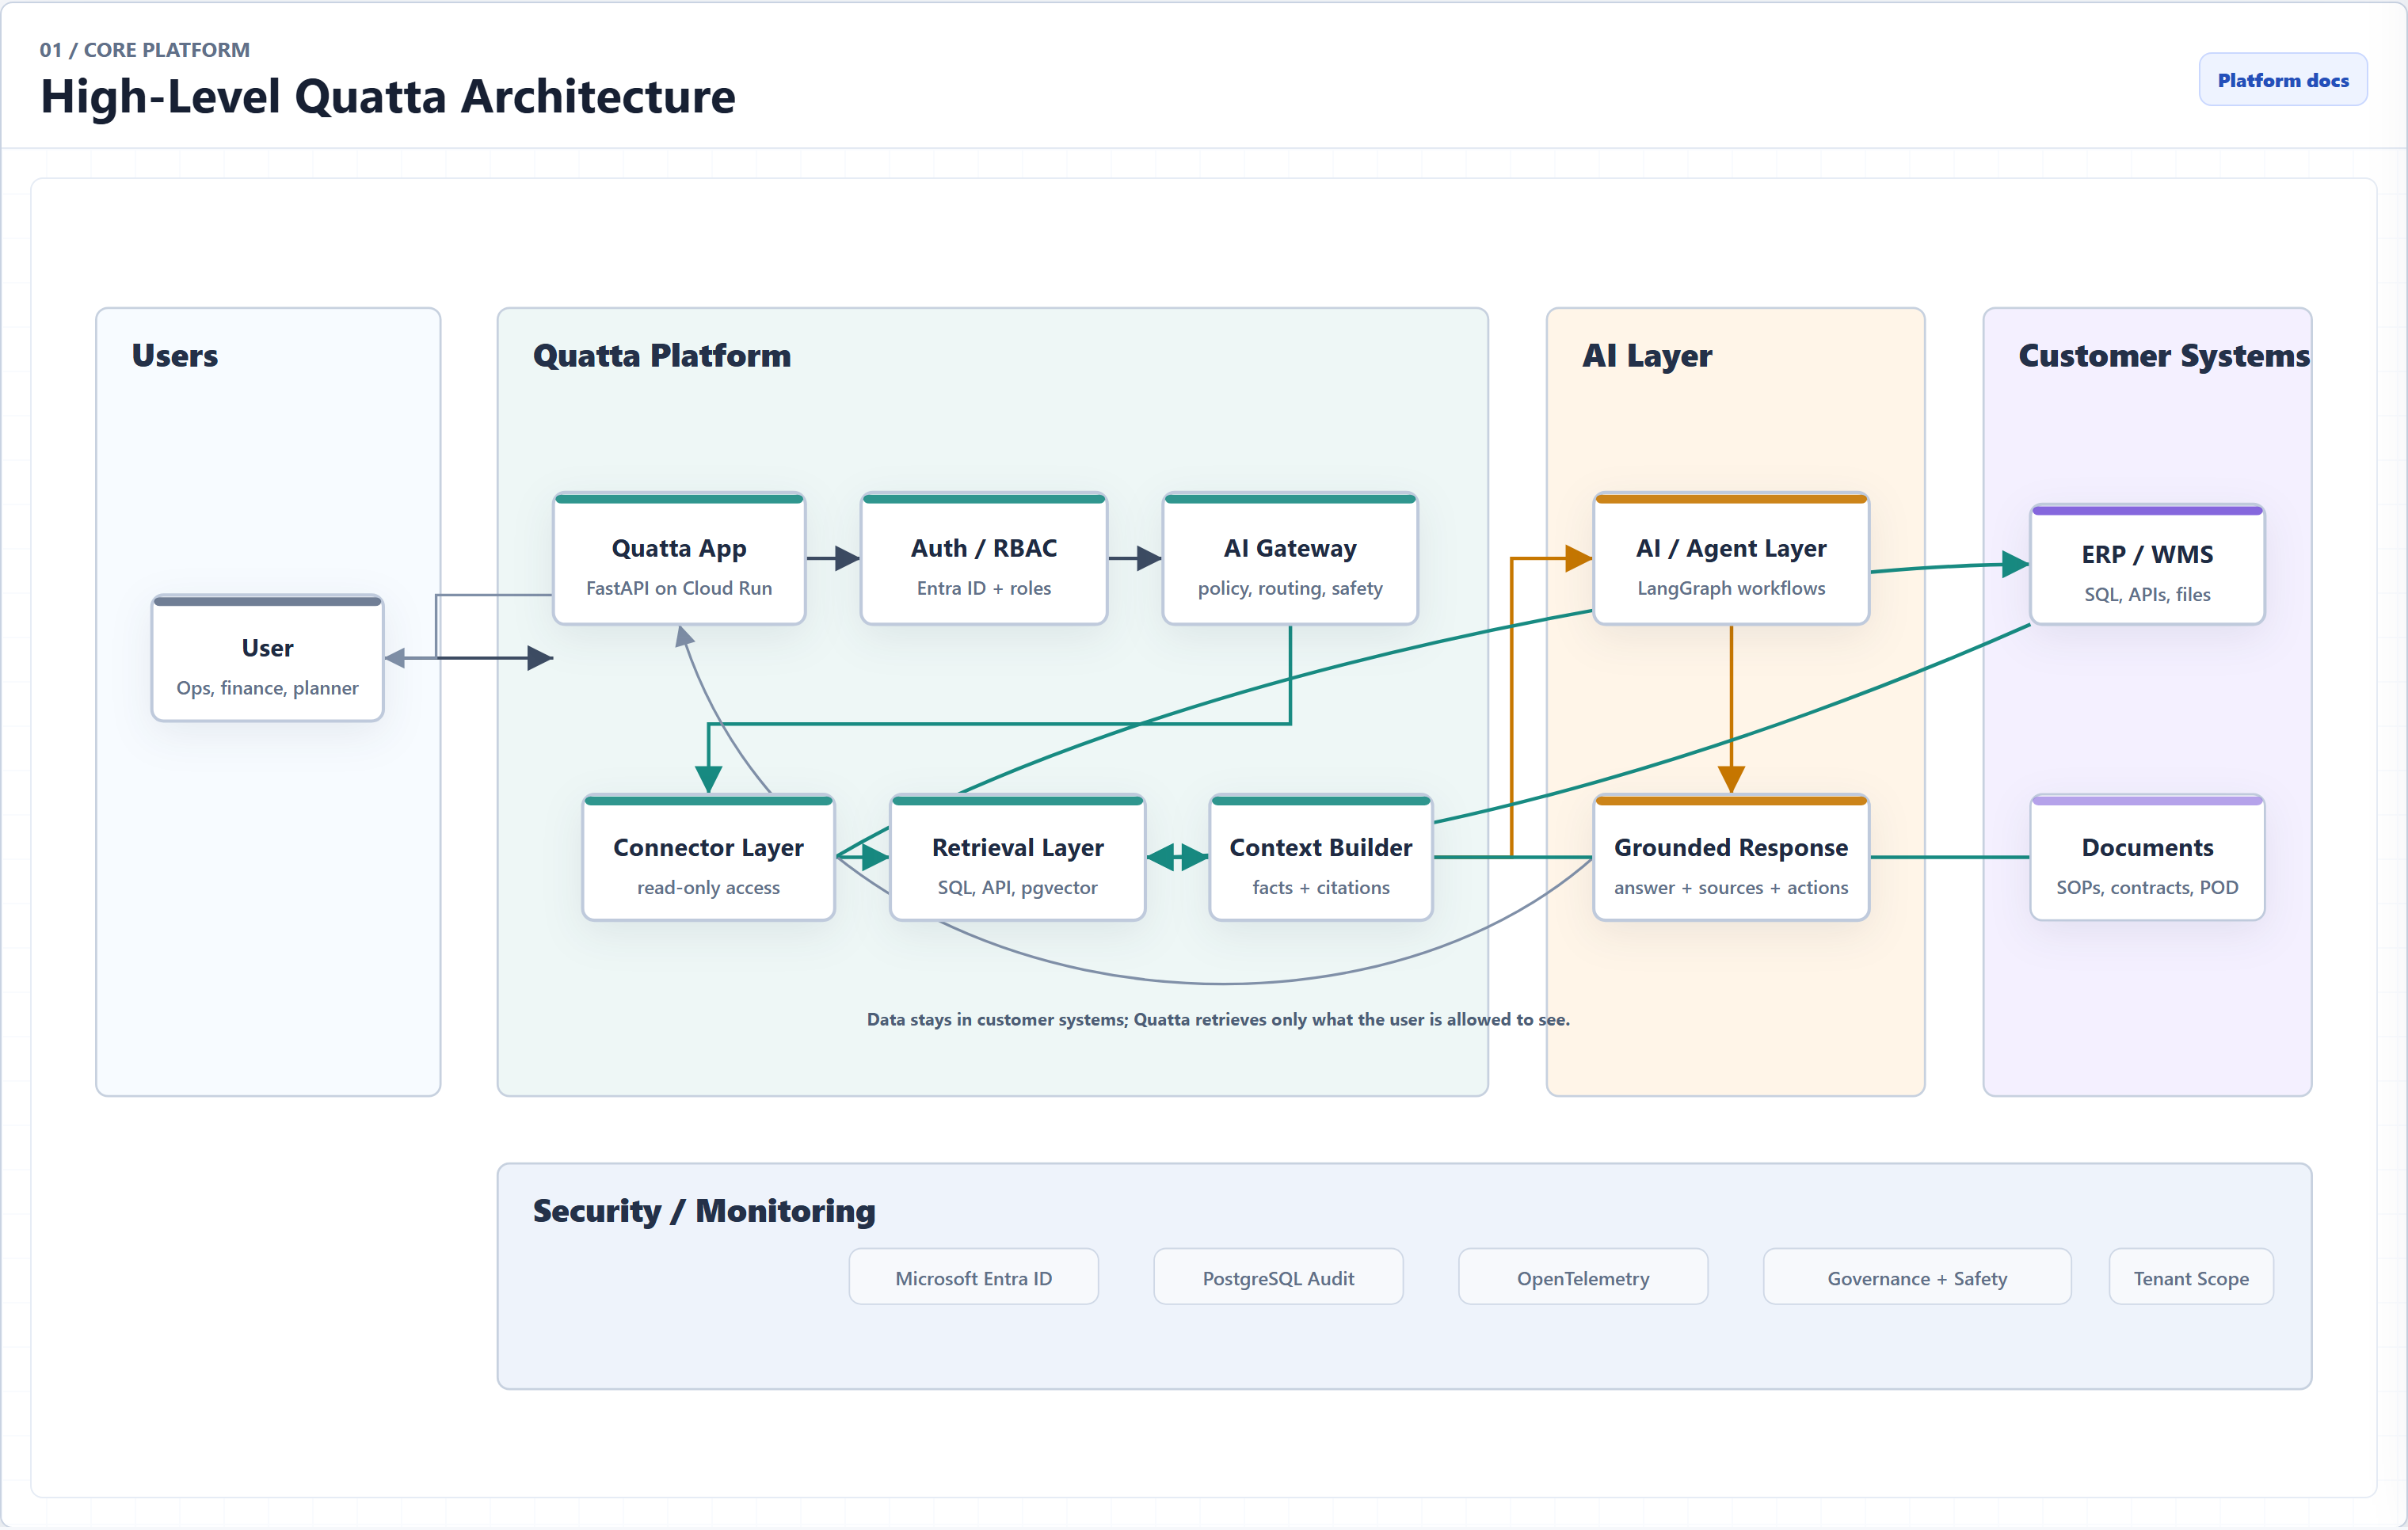 01 / CORE PLATFORM
High-Level Quatta Architecture
Platform docs
Users
User
Ops, finance, planner
Quatta Platform
Quatta App
FastAPI on Cloud Run
Auth / RBAC
Entra ID + roles
AI Gateway
policy, routing, safety
Connector Layer
read-only access
Retrieval Layer
SQL, API, pgvector
Context Builder
facts + citations
AI Layer
AI / Agent Layer
LangGraph workflows
Grounded Response
answer + sources + actions
Customer Systems
ERP / WMS
SQL, APIs, files
Documents
SOPs, contracts, POD
Data stays in customer systems; Quatta retrieves only what the user is allowed to see.
Security / Monitoring
Microsoft Entra ID
PostgreSQL Audit
OpenTelemetry
Governance + Safety
Tenant Scope